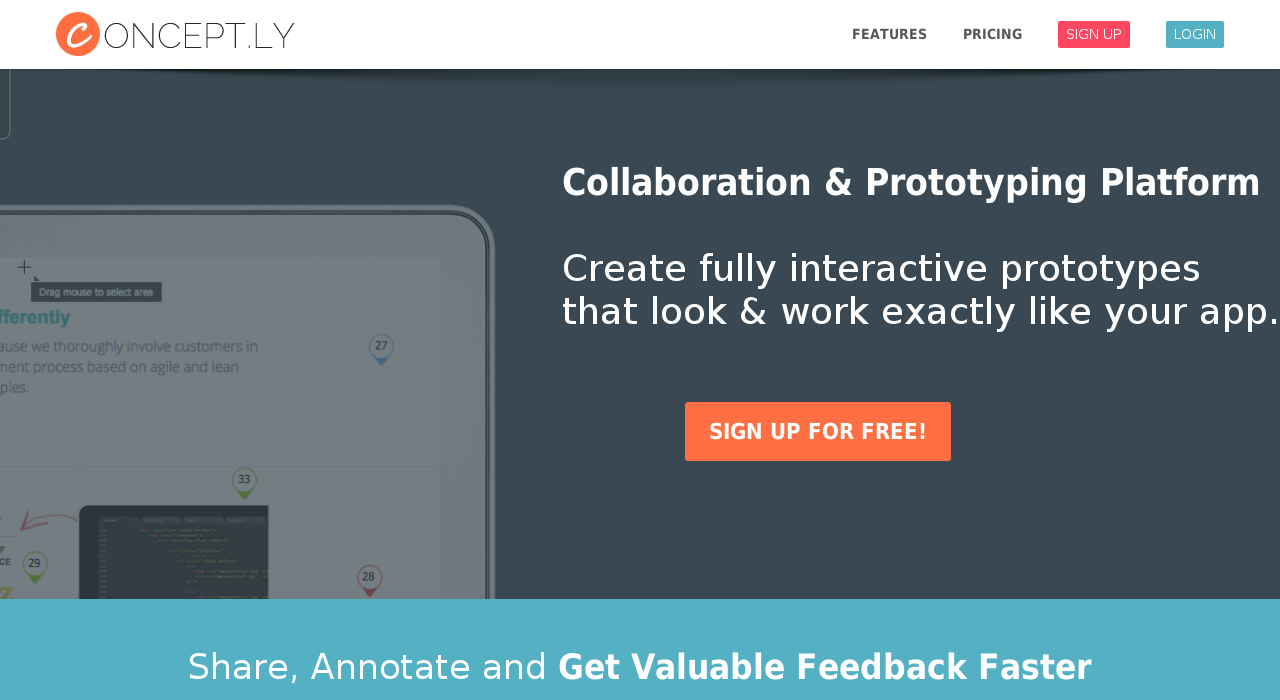 CONCEPT.LY
FEATURES
PRICING
SIGN UP
LOGIN
Collaboration & Prototyping Platform
Create fully interactive prototypes
that look & work exactly like your app.
SIGN UP FOR FREE!
Drag mouse to select area
fferently
ause we thoroughly involve customers in
ment process based on agile and lean
ples.
27
33
29
28
Share, Annotate and Get Valuable Feedback Faster